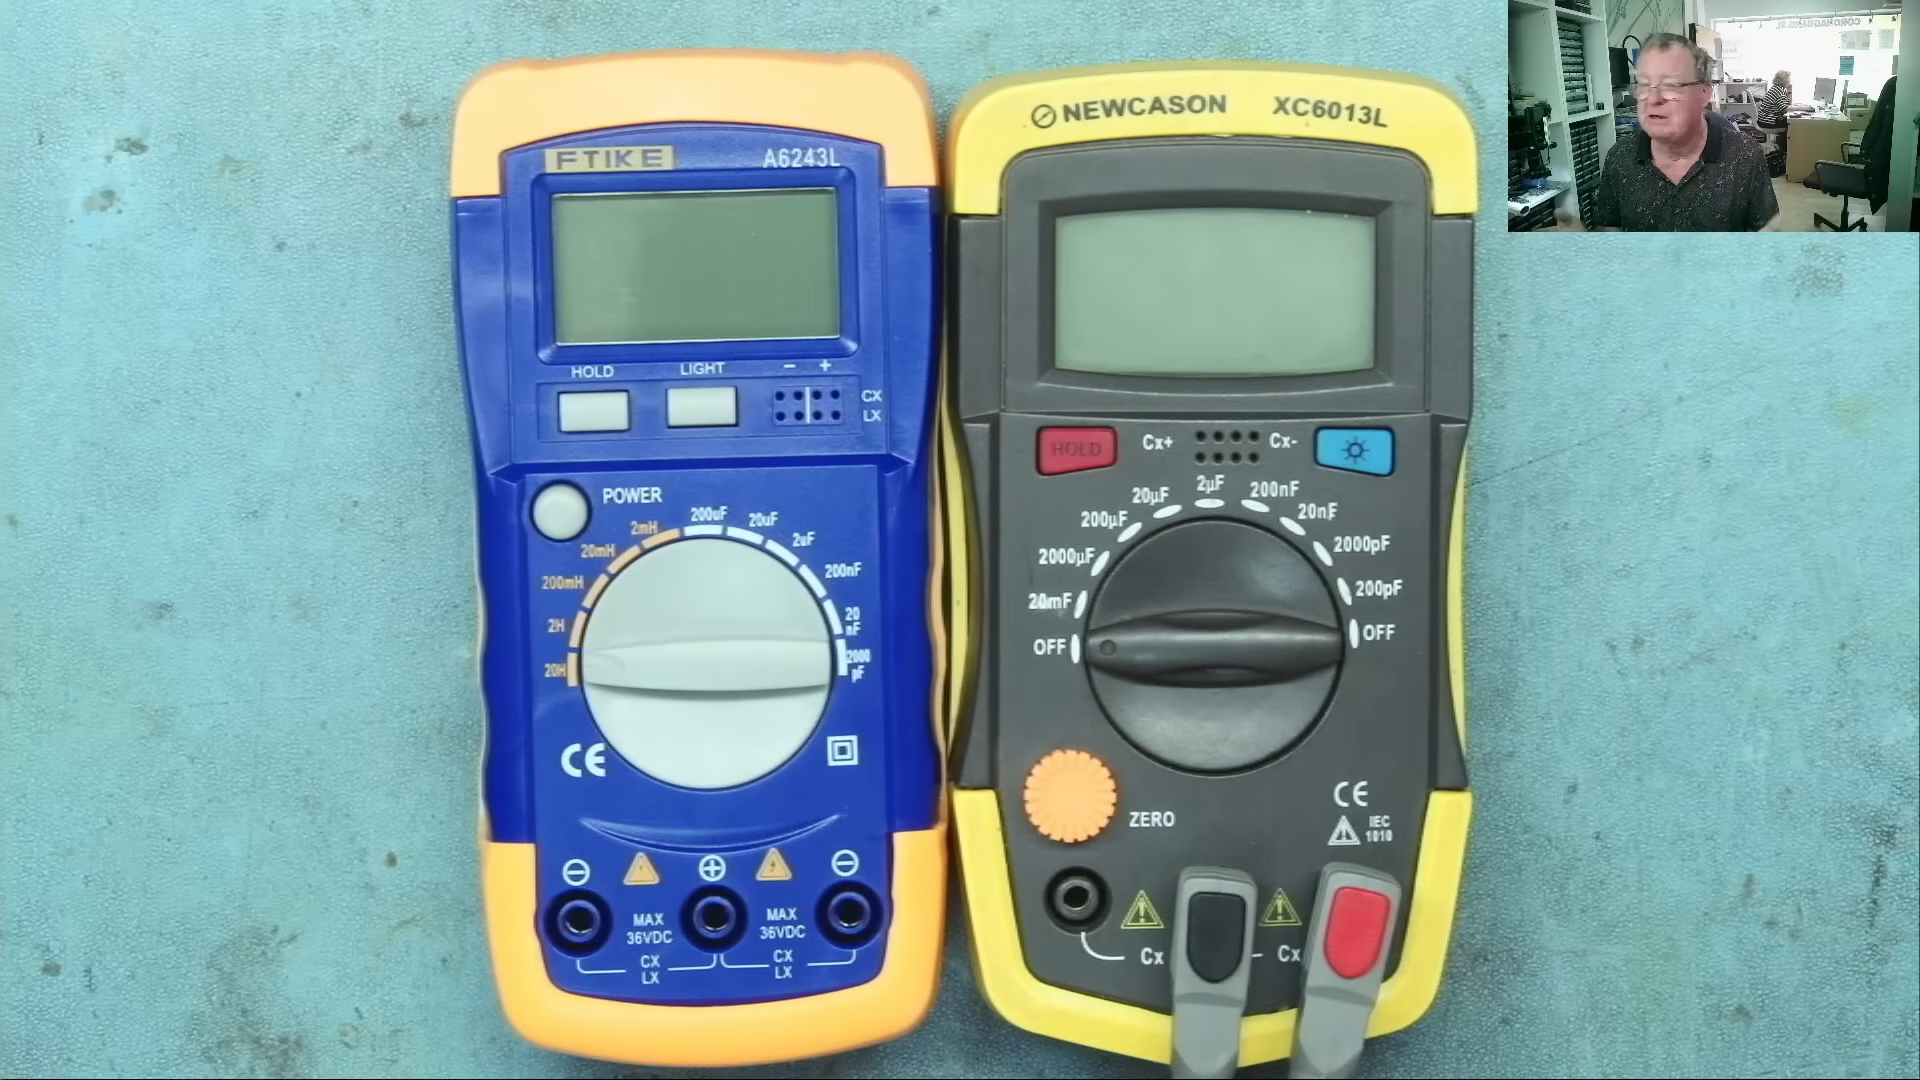 FTIKE
A6243L
HOLD
LIGHT
− +
CX
LX
POWER
2mH
20mH
200mH
2H
20H
200uF
20uF
2uF
200nF
20
nF
2000
pF
CE
MAX
36VDC
CX
LX
MAX
36VDC
CX
LX
NEWCASON XC6013L
HOLD
Cx+
Cx-
OFF
20mF
2000µF
200µF
20µF
2µF
200nF
20nF
2000pF
200pF
OFF
ZERO
CE
IEC
1010
Cx
Cx